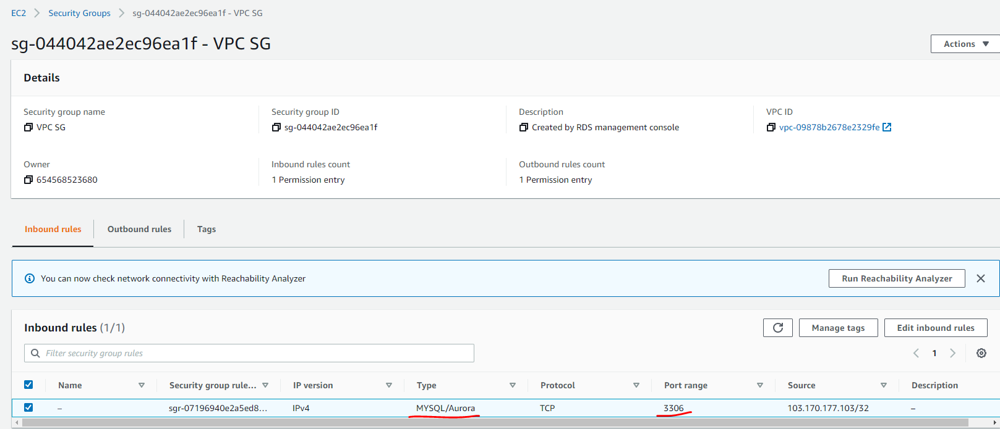 EC2 > Security Groups > sg-044042ae2ec96ea1f - VPC SG
sg-044042ae2ec96ea1f - VPC SG
Actions
Details
Security group name Security group ID Description VPC ID
VPC SG sg-044042ae2ec96ea1f Created by RDS management console vpc-09878b2678e2329fe
Owner Inbound rules count Outbound rules count
654568523680 1 Permission entry 1 Permission entry
Inbound rules Outbound rules Tags
You can now check network connectivity with Reachability Analyzer Run Reachability Analyzer
Inbound rules (1/1) Manage tags Edit inbound rules
Filter security group rules 1
Name Security group rule... IP version Type Protocol Port range Source Description
– sgr-07196940e2a5ed8... IPv4 MYSQL/Aurora TCP 3306 103.170.177.103/32 –